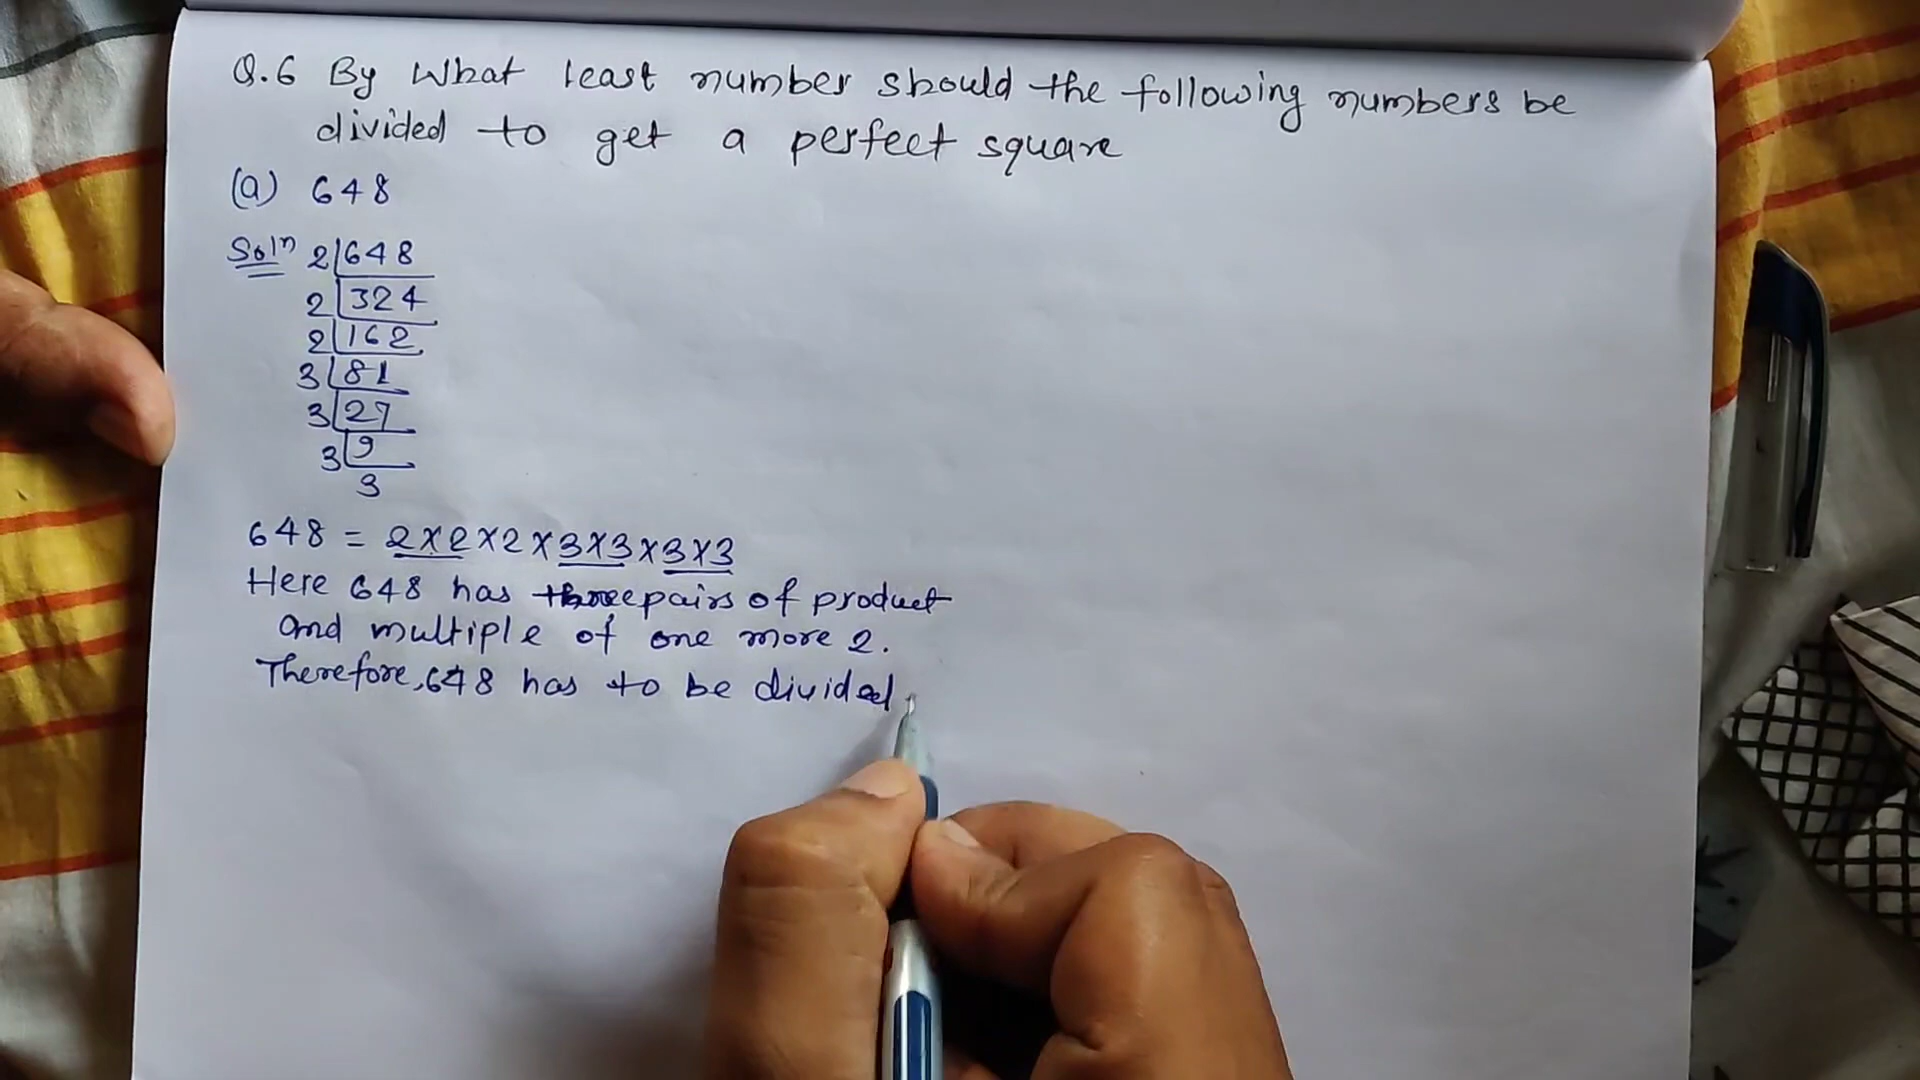 Q.6 By What least number should the following numbers be
divided to get a perfect square
(a) 648
Solⁿ 2|648
2|324
2|162
3|81
3|27
3|9
3
648 = 2×2×2×3×3×3×3
Here 648 has three pairs of product
and multiple of one more 2.
Therefore, 648 has to be divided